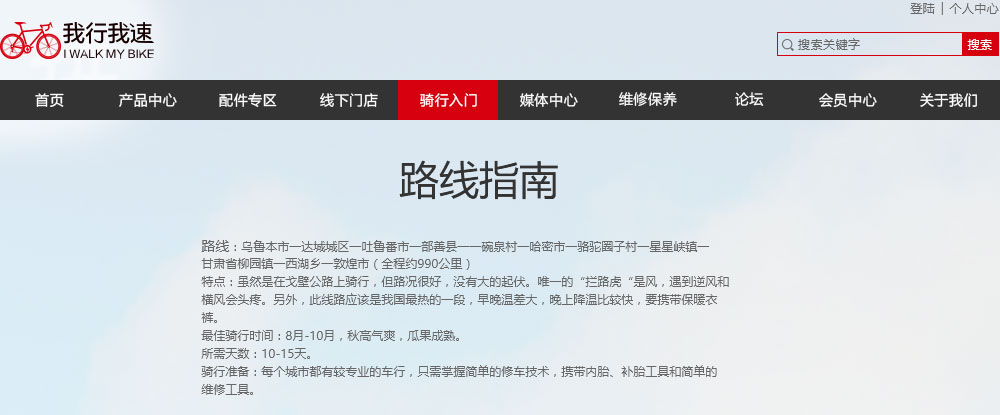 登陆 | 个人中心
我行我速
I WALK MY BIKE
搜索关键字
搜索
首页 产品中心 配件专区 线下门店 骑行入门 媒体中心 维修保养 论坛 会员中心 关于我们
路线指南
路线：乌鲁本市一达城城区一吐鲁番市一部善县一一碗泉村一哈密市一骆驼圈子村一星星峡镇一
甘肃省柳园镇一西湖乡一敦煌市（全程约990公里）
特点：虽然是在戈壁公路上骑行，但路况很好，没有大的起伏。唯一的“拦路虎“是风，遇到逆风和
横风会头疼。另外，此线路应该是我国最热的一段，早晚温差大，晚上降温比较快，要携带保暖衣
裤。
最佳骑行时间：8月-10月，秋高气爽，瓜果成熟。
所需天数：10-15天。
骑行准备：每个城市都有较专业的车行，只需掌握简单的修车技术，携带内胎、补胎工具和简单的
维修工具。